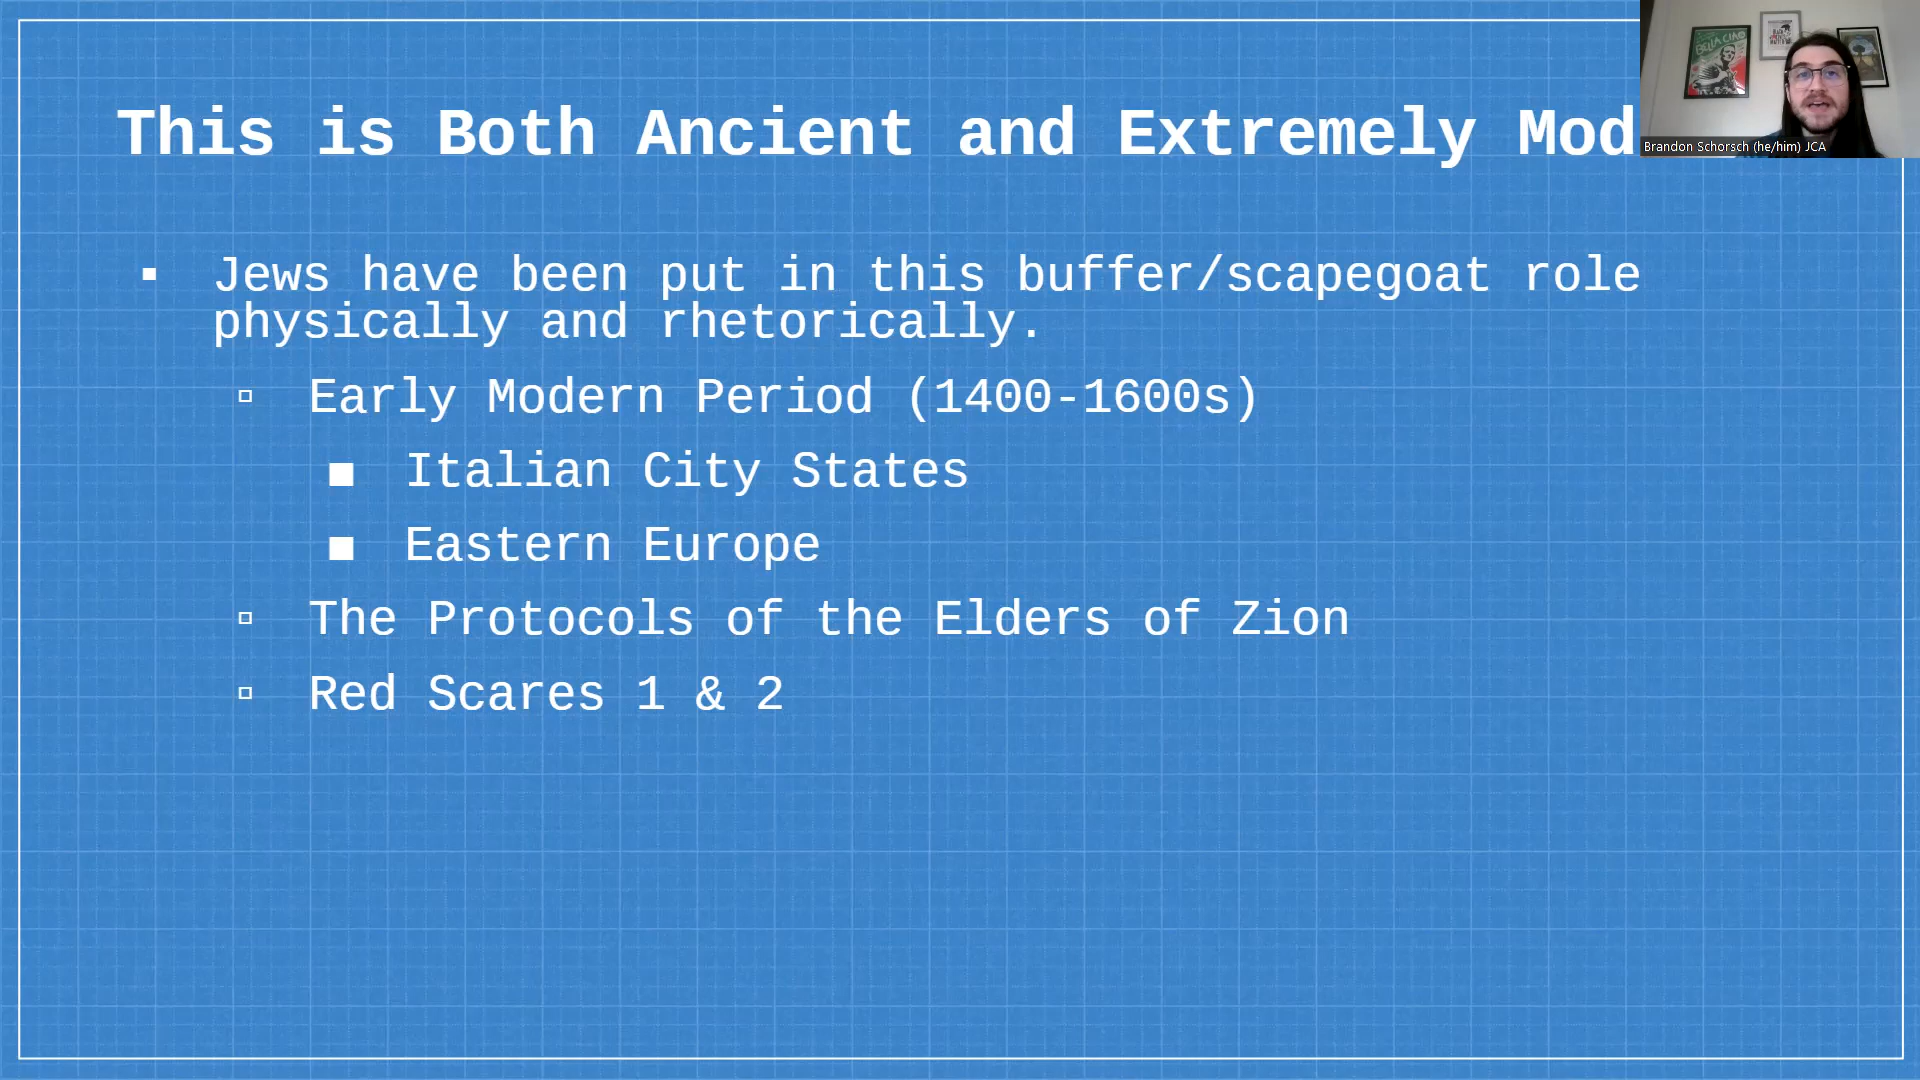 This is Both Ancient and Extremely Mod
Jews have been put in this buffer/scapegoat role
physically and rhetorically.
Early Modern Period (1400-1600s)
Italian City States
Eastern Europe
The Protocols of the Elders of Zion
Red Scares 1 & 2
BELLA CIAO
Brandon Schorsch (he/him) JCA